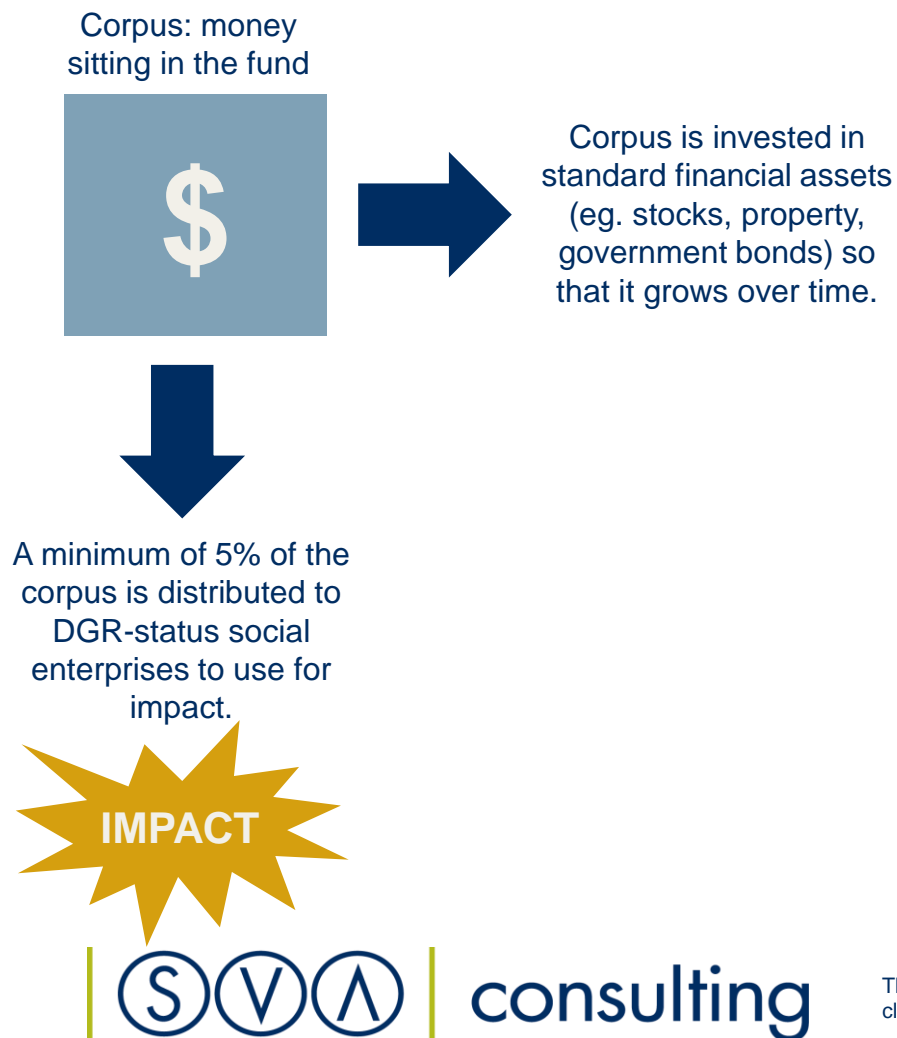 Corpus: money
sitting in the fund
$
Corpus is invested in
standard financial assets
(eg. stocks, property,
government bonds) so
that it grows over time.
A minimum of 5% of the
corpus is distributed to
DGR-status social
enterprises to use for
impact.
IMPACT
SVA consulting